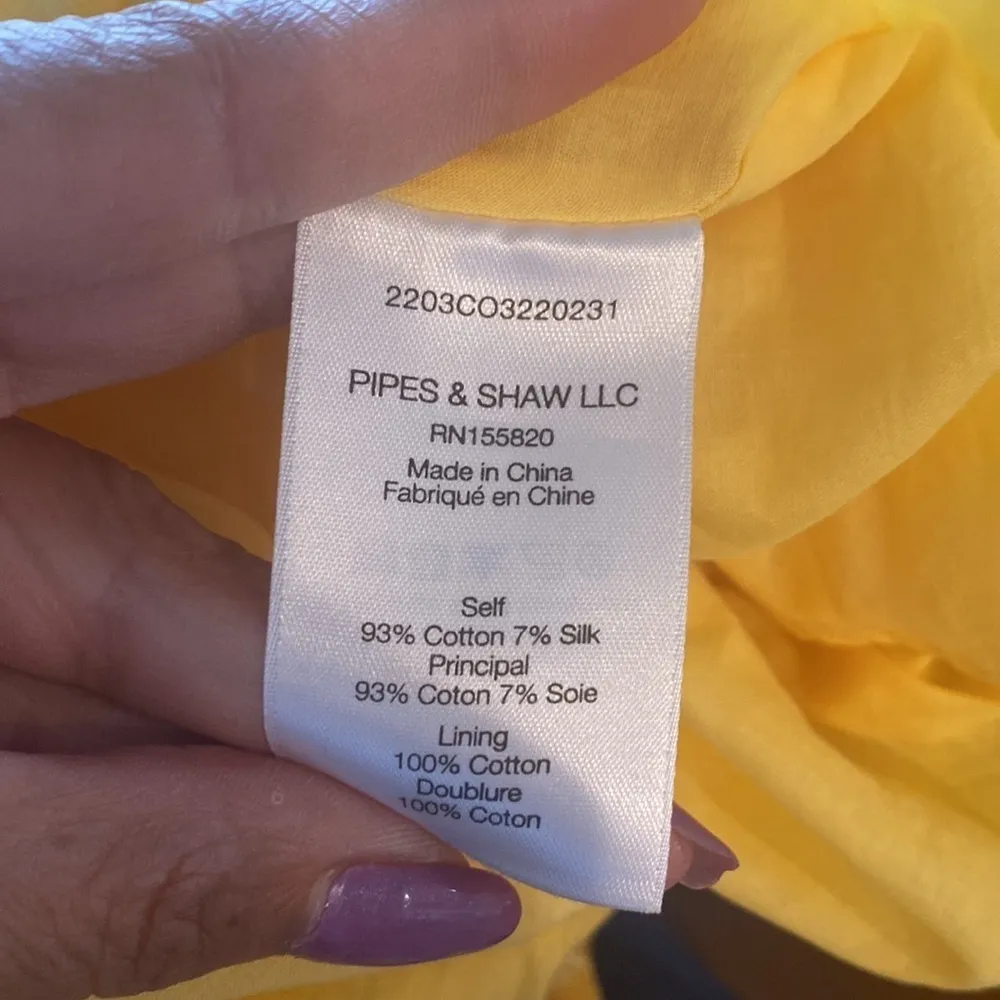 2203CO3220231
PIPES & SHAW LLC
RN155820
Made in China
Fabriqué en Chine
Self
93% Cotton 7% Silk
Principal
93% Coton 7% Soie
Lining
100% Cotton
Doublure
100% Coton